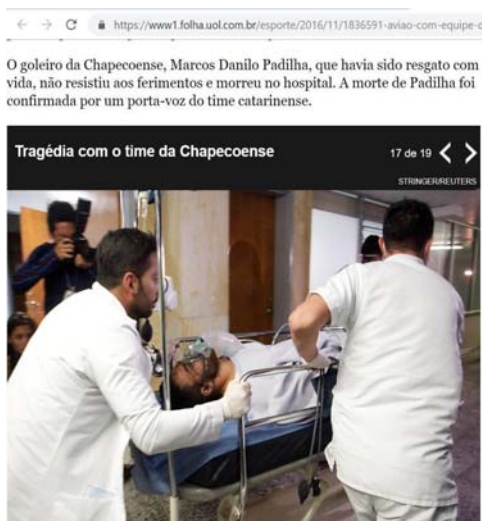 https://www1.folha.uol.com.br/esporte/2016/11/1836591-aviao-com-equipe-c
O goleiro da Chapecoense, Marcos Danilo Padilha, que havia sido resgato com
vida, não resistiu aos ferimentos e morreu no hospital. A morte de Padilha foi
confirmada por um porta-voz do time catarinense.
Tragédia com o time da Chapecoense
17 de 19
STRINGER/REUTERS